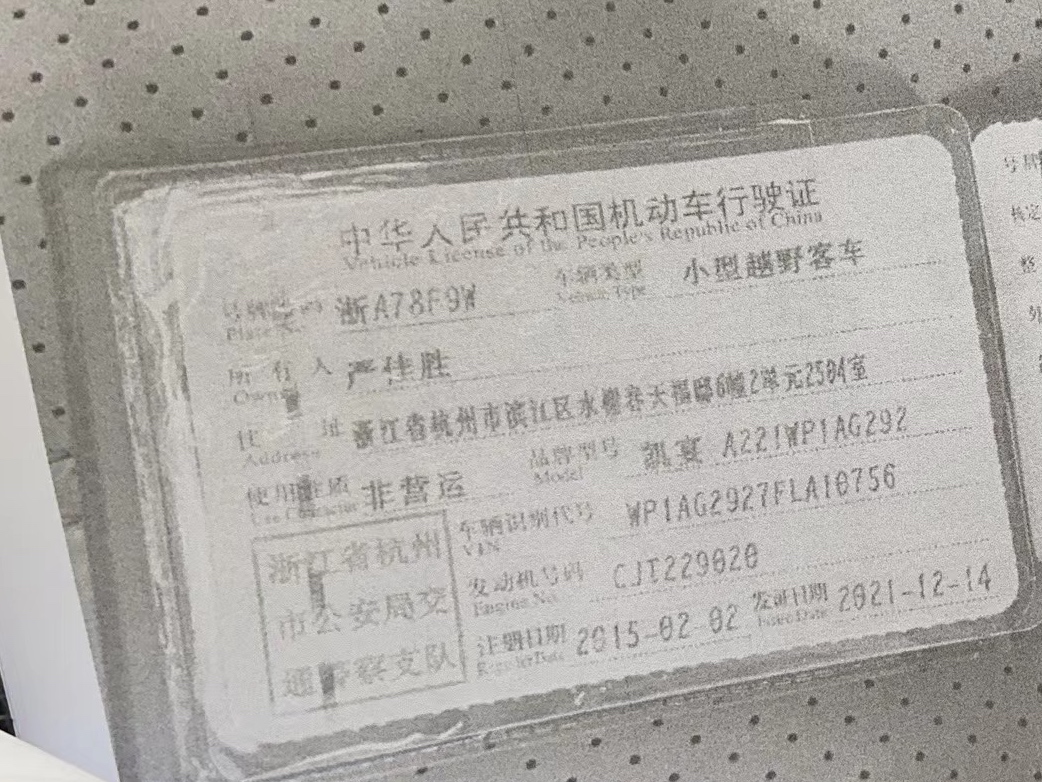 中华人民共和国机动车行驶证
Vehicle License of the People's Republic of China
号牌号码 浙A78F9W 车辆类型 小型越野客车
Plate No. Vehicle Type
所有人 严佳胜
Owner
住址 浙江省杭州市滨江区水榭春天福邸6幢2单元2504室
Address
使用性质 非营运 品牌型号 凯宴 A221WP1AG292
Use Character Model
浙江省杭州 车辆识别代号 WP1AG2927FLA10756
VIN
市公安局交 发动机号码 CJT229020
Engine No.
通警察支队 注册日期 2015-02-02 发证日期 2021-12-14
Register Date Issue Date
号牌
核定
整
外